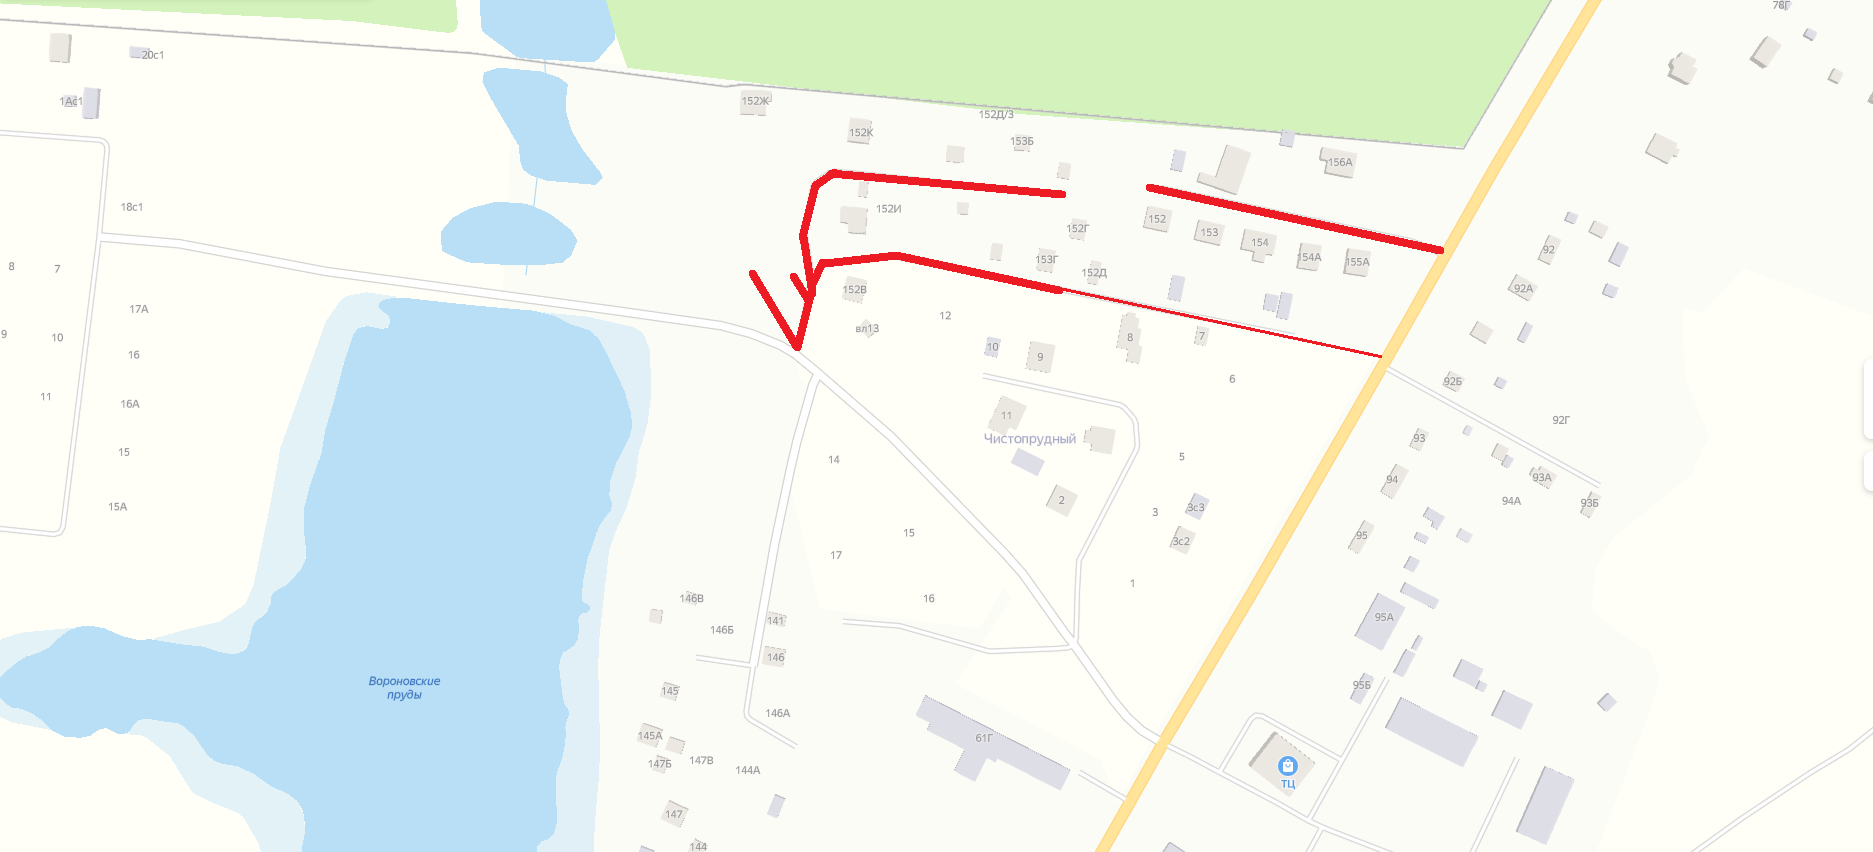 78Г
20с1
1Ас1
152Ж
152Д/3
152К
153Б
156А
18с1
152И
152Г
152
153
154
154А
155А
92
8
7
153Г
152Д
152В
92А
17А
12
вл13
9
10
16
10
9
8
7
6
92Б
11
16А
11
Чистопрудный
92Г
93
15
14
5
94
93А
15А
2
3
3с3
94А
93Б
15
3с2
95
17
1
146В
16
141
95А
146Б
146
Вороновские
пруды
145
95Б
146А
145А
61Г
147В
147Б
144А
ТЦ
147
144